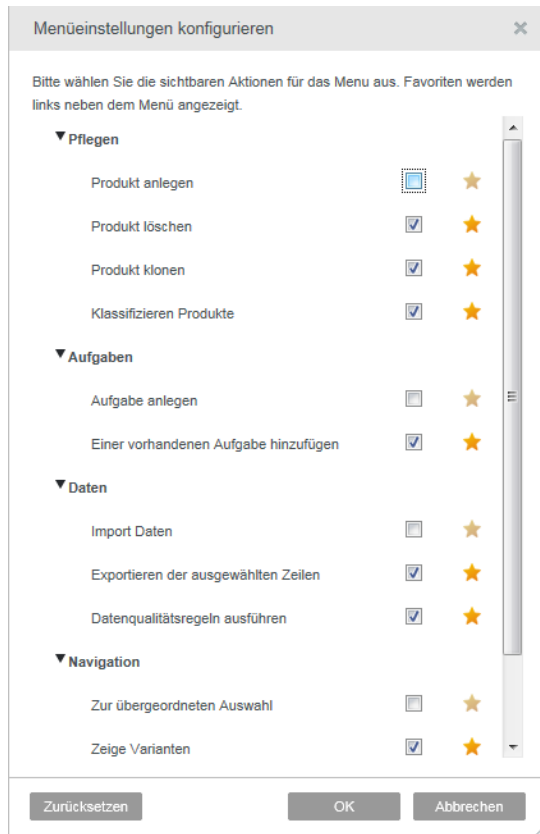 Menüeinstellungen konfigurieren
Bitte wählen Sie die sichtbaren Aktionen für das Menu aus. Favoriten werden
links neben dem Menü angezeigt.
Pflegen
Produkt anlegen
Produkt löschen
Produkt klonen
Klassifizieren Produkte
Aufgaben
Aufgabe anlegen
Einer vorhandenen Aufgabe hinzufügen
Daten
Import Daten
Exportieren der ausgewählten Zeilen
Datenqualitätsregeln ausführen
Navigation
Zur übergeordneten Auswahl
Zeige Varianten
Zurücksetzen OK Abbrechen